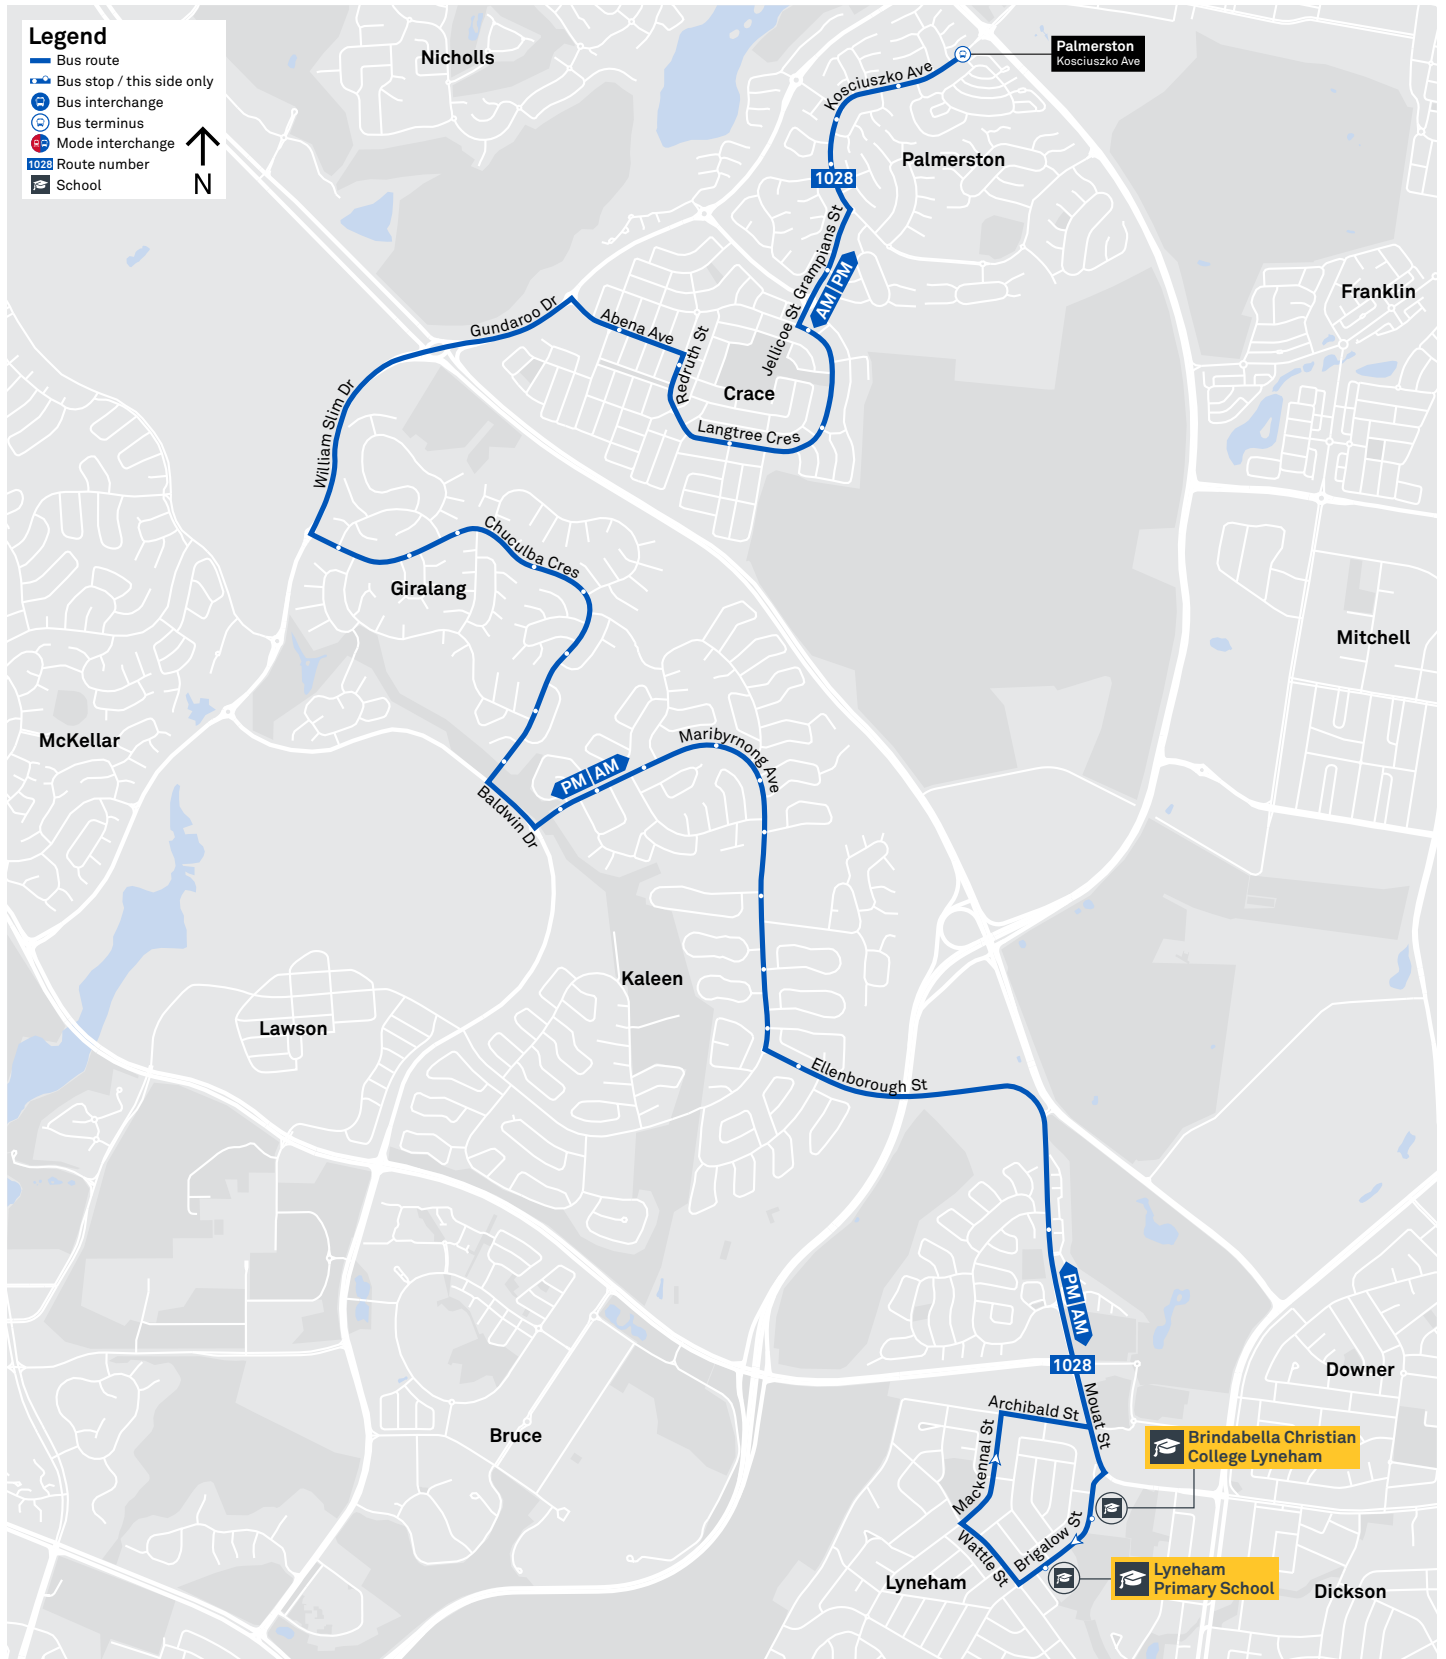 Legend
Bus route
Bus stop / this side only
Bus interchange
Bus terminus
Mode interchange
1028 Route number
School
N
Nicholls
Palmerston
Kosciuszko Ave
Kosciuszko Ave
Palmerston
1028
Grampians St
AM PM
Jellicoe St
Franklin
Gundaroo Dr
Abena Ave
Redruth St
Crace
Langtree Cres
William Slim Dr
Chuculba Cres
Giralang
Mitchell
McKellar
Maribyrnong Ave
PM AM
Baldwin Dr
Kaleen
Lawson
Ellenborough St
PM AM
1028
Downer
Mouat St
Archibald St
Mackennal St
Bruce
Brindabella Christian
College Lyneham
Brigalow St
Wattle St
Lyneham
Lyneham
Primary School
Dickson